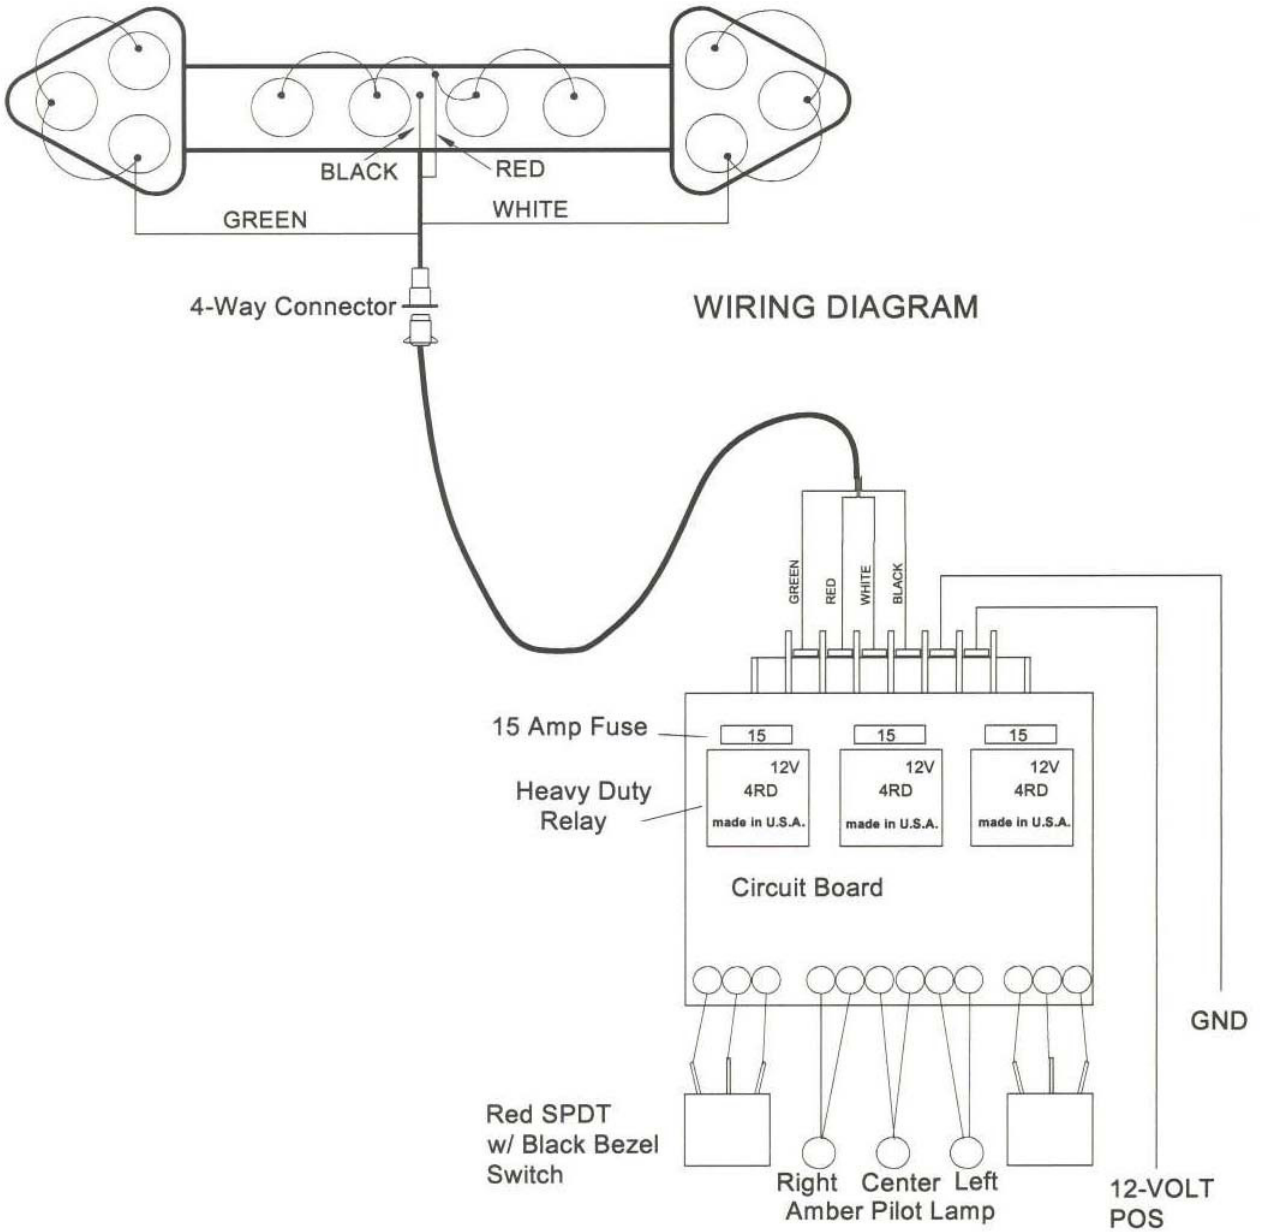 BLACK
RED
GREEN
WHITE
4-Way Connector
WIRING DIAGRAM
GREEN
RED
WHITE
BLACK
15 Amp Fuse
15
15
15
Heavy Duty
Relay
12V
4RD
made in U.S.A.
12V
4RD
made in U.S.A.
12V
4RD
made in U.S.A.
Circuit Board
GND
Red SPDT
w/ Black Bezel
Switch
Right Center Left
Amber Pilot Lamp
12-VOLT
POS